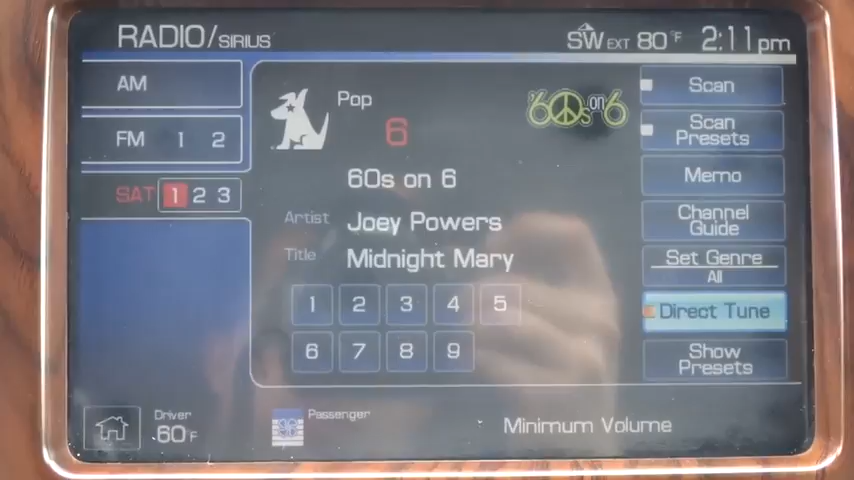 RADIO/SIRIUS
SW EXT 80°F 2:11pm
AM
FM 1 2
SAT 1 2 3
Pop
6
'60s on 6
60s on 6
Artist Joey Powers
Title Midnight Mary
1 2 3 4 5
6 7 8 9
Scan
Scan
Presets
Memo
Channel
Guide
Set Genre
All
Direct Tune
Show
Presets
Driver
60°F
Passenger
Minimum Volume